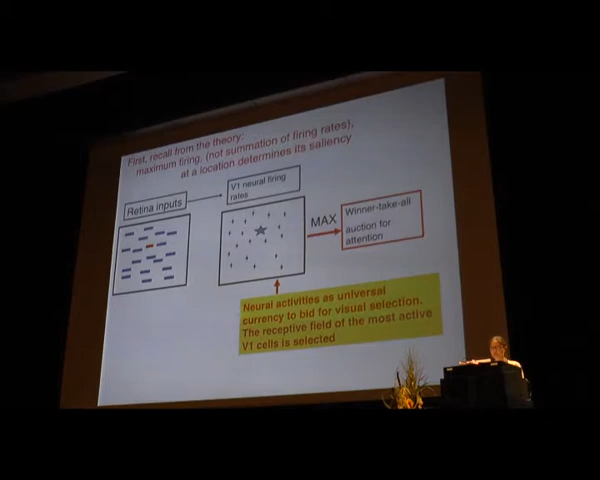 First, recall from the theory:
maximum firing, (not summation of firing rates),
at a location determines its saliency
Retina inputs
V1 neural firing
rates
MAX
Winner-take-all
auction for
attention
Neural activities as universal
currency to bid for visual selection.
The receptive field of the most active
V1 cells is selected